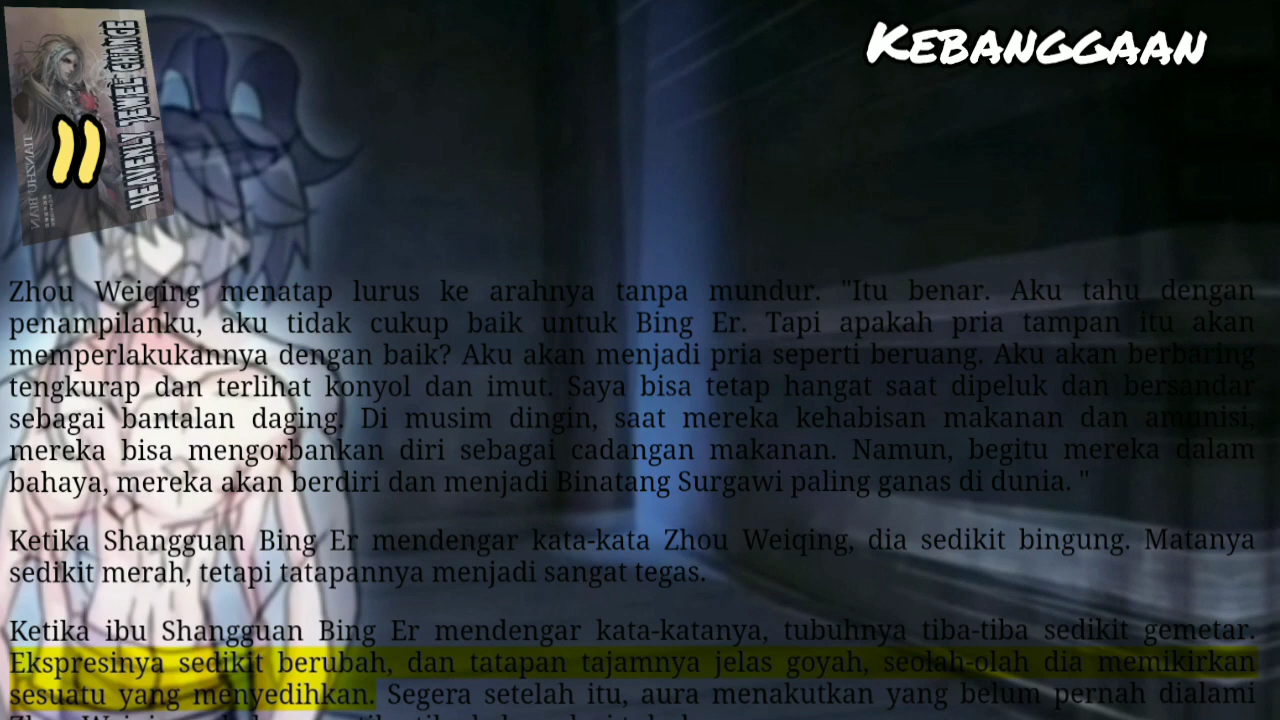 KEBANGGAAN
HEAVENLY JEWEL CHANGE
TIANZHU BIAN
11
Zhou Weiqing menatap lurus ke arahnya tanpa mundur. "Itu benar. Aku tahu dengan
penampilanku, aku tidak cukup baik untuk Bing Er. Tapi apakah pria tampan itu akan
memperlakukannya dengan baik? Aku akan menjadi pria seperti beruang. Aku akan berbaring
tengkurap dan terlihat konyol dan imut. Saya bisa tetap hangat saat dipeluk dan bersandar
sebagai bantalan daging. Di musim dingin, saat mereka kehabisan makanan dan amunisi,
mereka bisa mengorbankan diri sebagai cadangan makanan. Namun, begitu mereka dalam
bahaya, mereka akan berdiri dan menjadi Binatang Surgawi paling ganas di dunia. "
Ketika Shangguan Bing Er mendengar kata-kata Zhou Weiqing, dia sedikit bingung. Matanya
sedikit merah, tetapi tatapannya menjadi sangat tegas.
Ketika ibu Shangguan Bing Er mendengar kata-katanya, tubuhnya tiba-tiba sedikit gemetar.
Ekspresinya sedikit berubah, dan tatapan tajamnya jelas goyah, seolah-olah dia memikirkan
sesuatu yang menyedihkan. Segera setelah itu, aura menakutkan yang belum pernah dialami